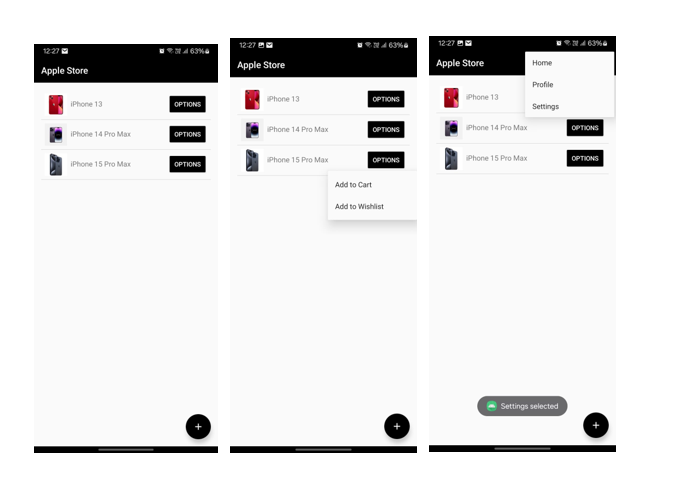 12:27
63%
Apple Store
iPhone 13
OPTIONS
iPhone 14 Pro Max
OPTIONS
iPhone 15 Pro Max
OPTIONS
+
12:27
63%
Apple Store
iPhone 13
OPTIONS
iPhone 14 Pro Max
OPTIONS
iPhone 15 Pro Max
OPTIONS
Add to Cart
Add to Wishlist
+
12:27
63%
Apple Store
Home
Profile
Settings
iPhone 13
iPhone 14 Pro Max
OPTIONS
iPhone 15 Pro Max
OPTIONS
Settings selected
+